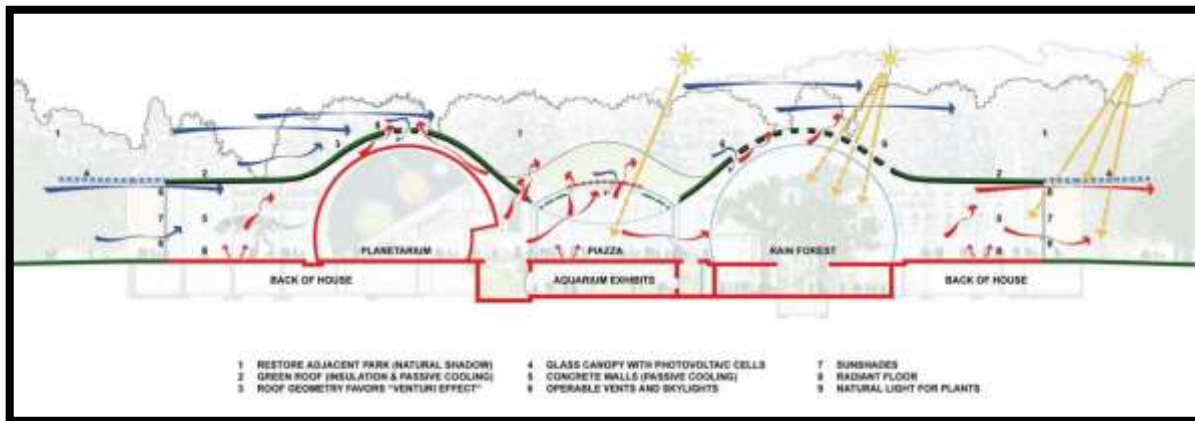 PLANETARIUM
PIAZZA
RAIN FOREST
BACK OF HOUSE
AQUARIUM EXHIBITS
BACK OF HOUSE
1 RESTORE ADJACENT PARK (NATURAL SHADOW)
2 GREEN ROOF (INSULATION & PASSIVE COOLING)
3 ROOF GEOMETRY FAVORS "VENTURI EFFECT"
4 GLASS CANOPY WITH PHOTOVOLTAIC CELLS
5 CONCRETE WALLS (PASSIVE COOLING)
6 OPERABLE VENTS AND SKYLIGHTS
7 SUNSHADES
8 RADIANT FLOOR
9 NATURAL LIGHT FOR PLANTS